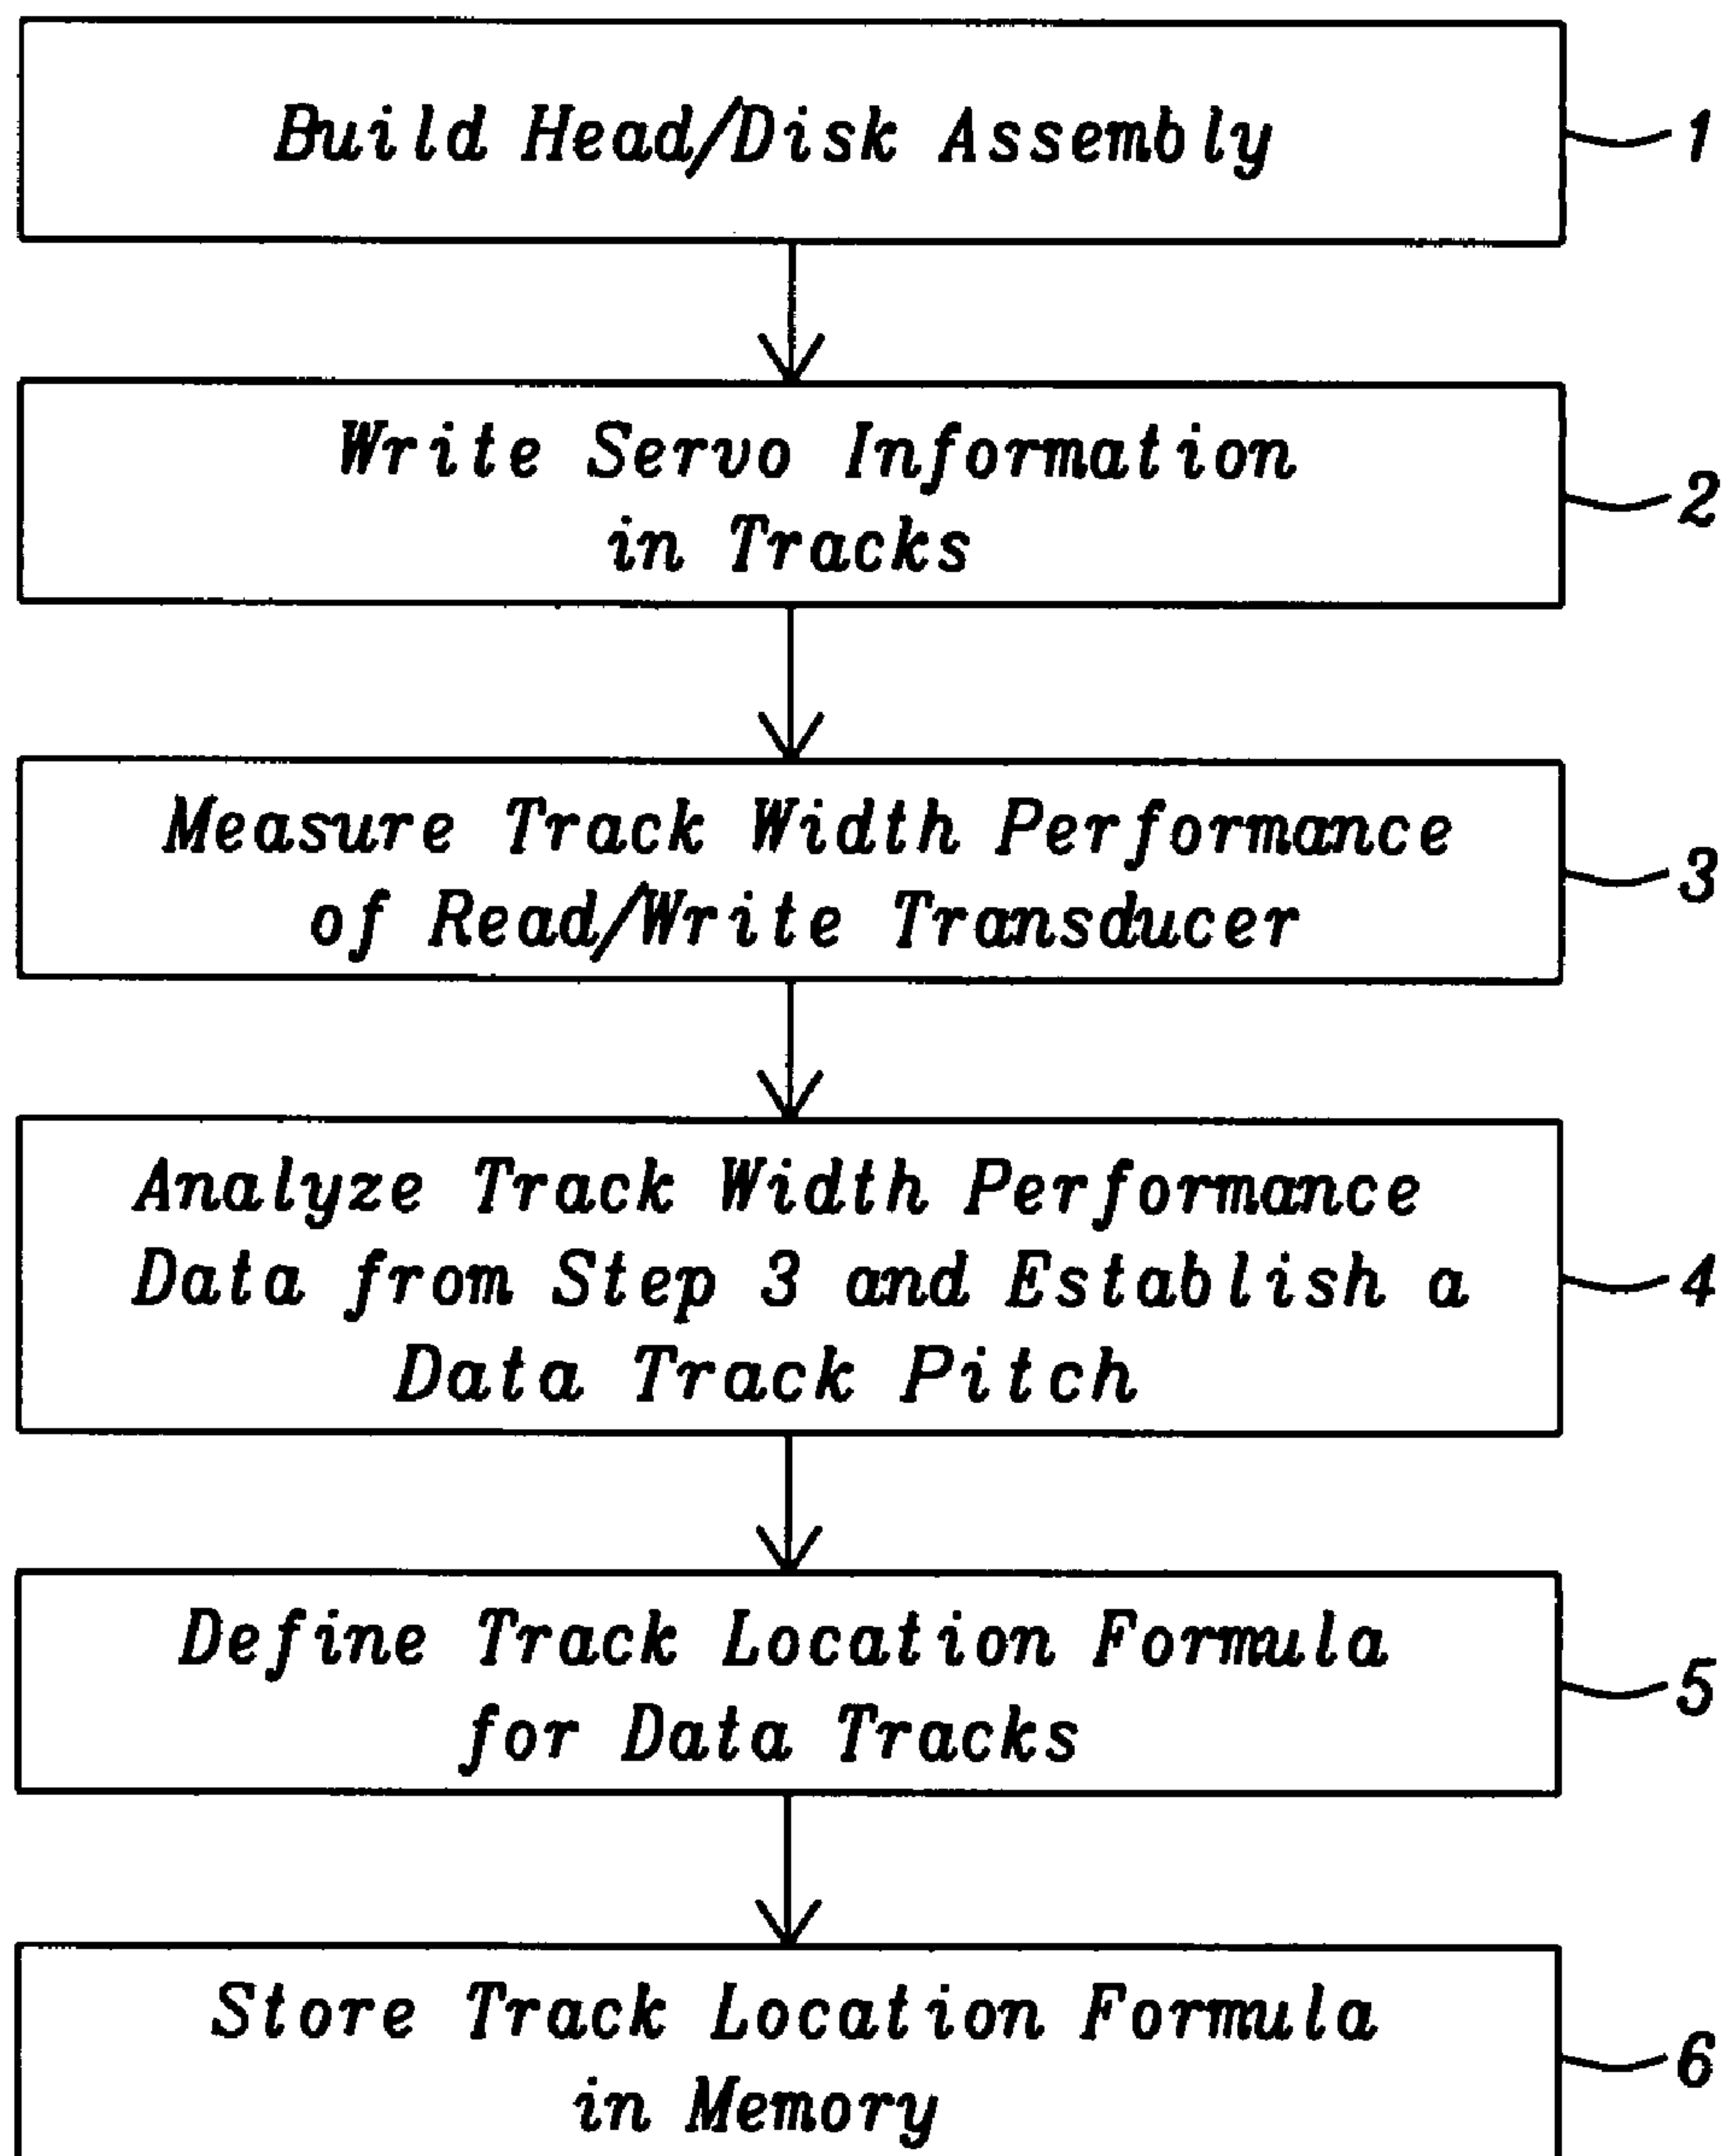 Build Head/Disk Assembly
1
Write Servo Information
in Tracks
2
Measure Track Width Performance
of Read/Write Transducer
3
Analyze Track Width Performance
Data from Step 3 and Establish a
Data Track Pitch
4
Define Track Location Formula
for Data Tracks
5
Store Track Location Formula
in Memory
6